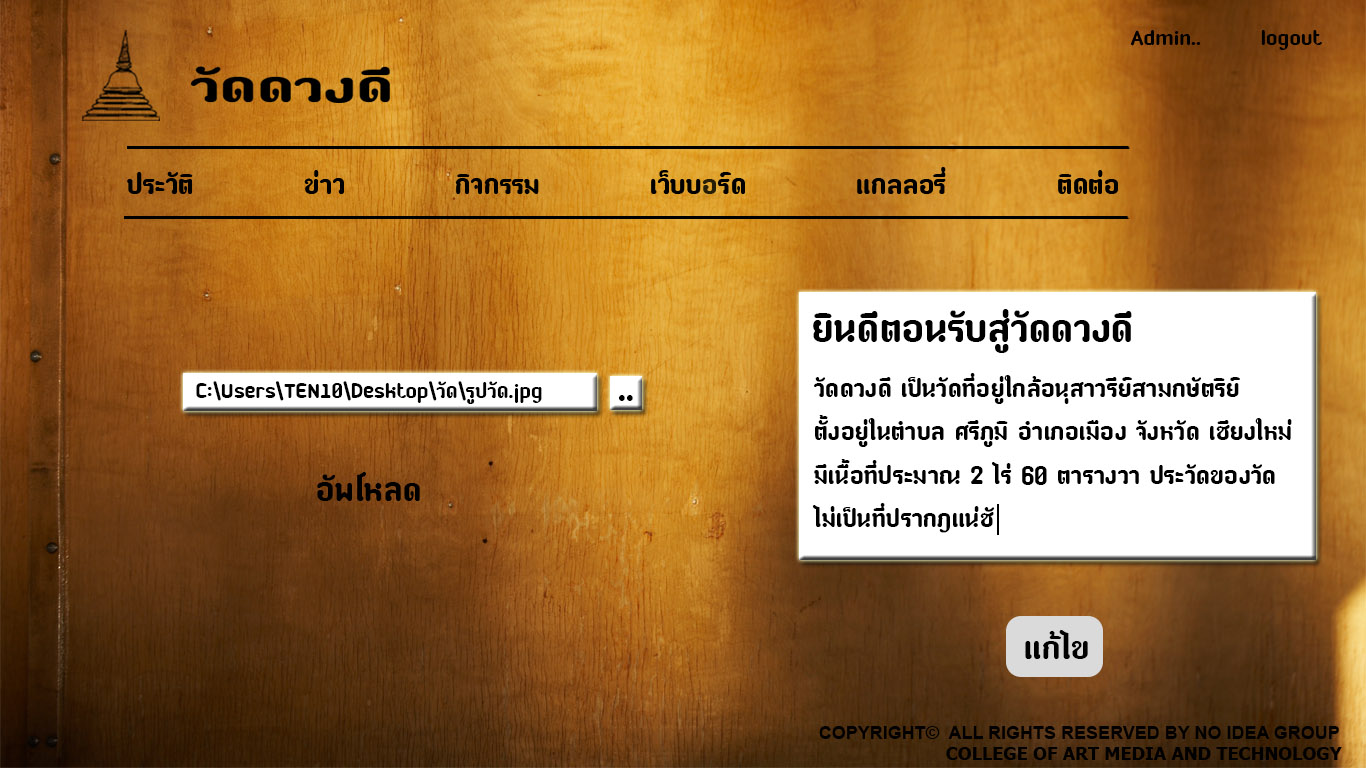 Admin.. logout
วัดดวงดี
ประวัติ ข่าว กิจกรรม เว็บบอร์ด แกลลอรี่ ติดต่อ
ยินดีตอนรับสู่วัดดวงดี
C:\Users\TEN10\Desktop\วัด\รูปวัด.jpg ..
วัดดวงดี เป็นวัดที่อยู่ใกล้อนุสาวรีย์สามกษัตริย์
ตั้งอยู่ในตำบล ศรีภูมิ อำเภอเมือง จังหวัด เชียงใหม่
มีเนื้อที่ประมาณ 2 ไร่ 60 ตารางวา ประวัดของวัด
ไม่เป็นที่ปรากฎแน่ชั
อัพโหลด
แก้ไข
COPYRIGHT© ALL RIGHTS RESERVED BY NO IDEA GROUP
COLLEGE OF ART MEDIA AND TECHNOLOGY